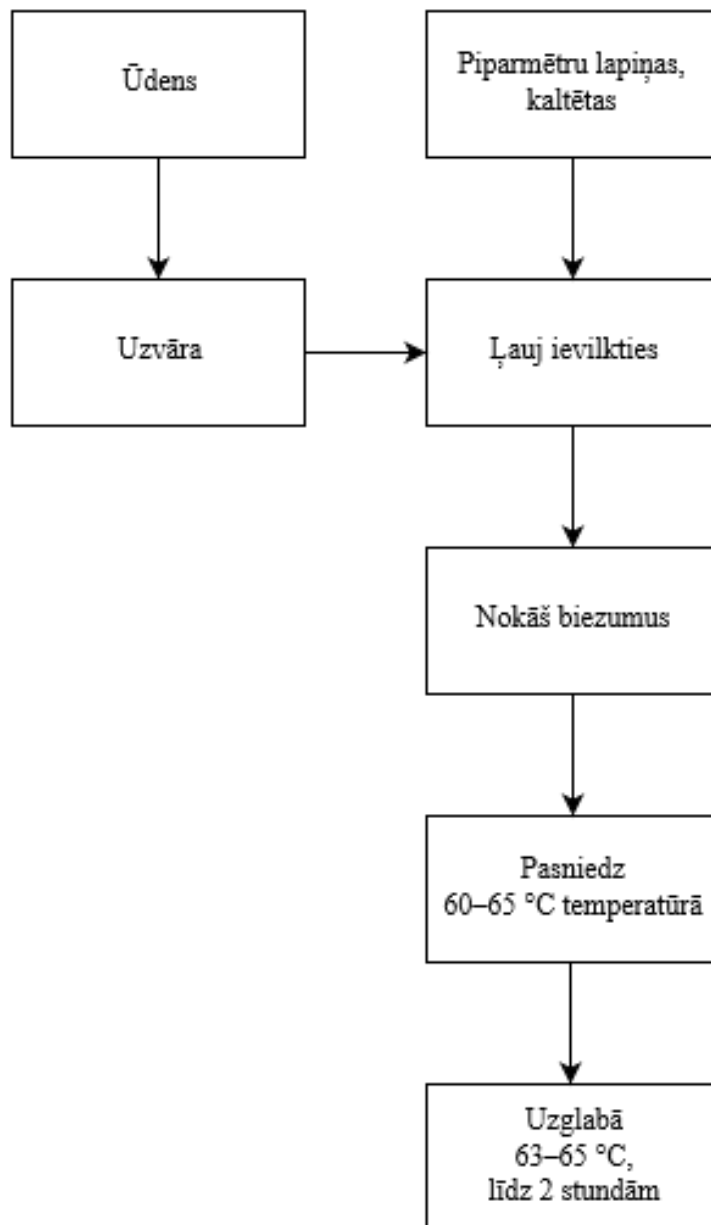 Ūdens
Piparmētru lapiņas,
kaltētas
Uzvāra
Ļauj ievilkties
Nokāš biezumus
Pasniedz
60–65 °C temperatūrā
Uzglabā
63–65 °C,
līdz 2 stundām